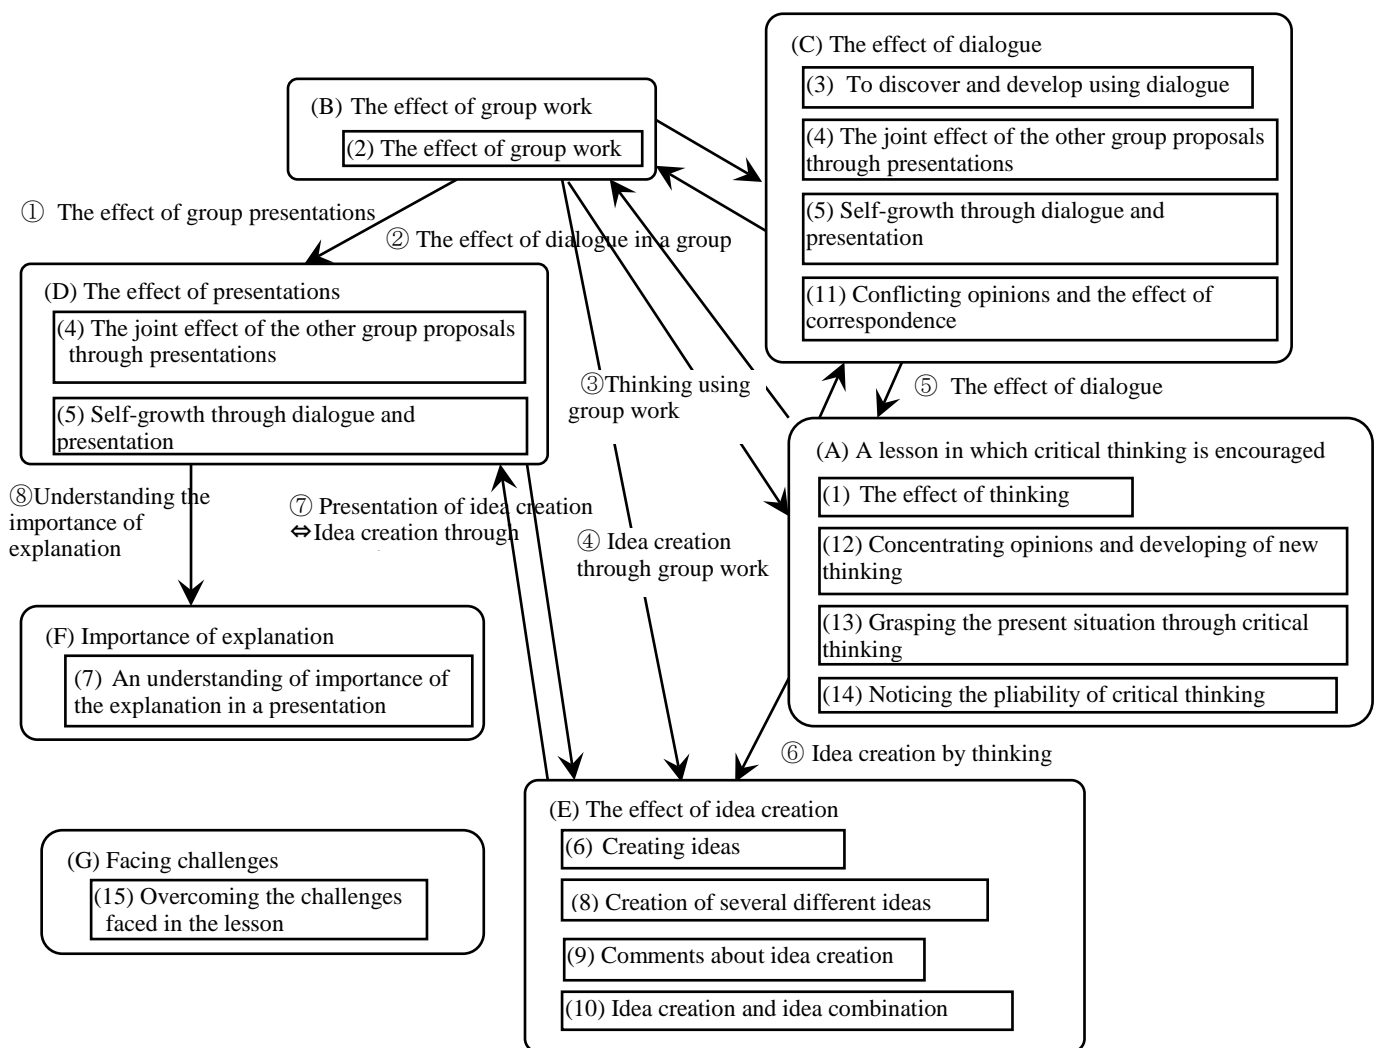 (C) The effect of dialogue
(3) To discover and develop using dialogue
(4) The joint effect of the other group proposals
through presentations
(5) Self-growth through dialogue and
presentation
(11) Conflicting opinions and the effect of
correspondence
(B) The effect of group work
(2) The effect of group work
① The effect of group presentations
② The effect of dialogue in a group
(D) The effect of presentations
(4) The joint effect of the other group proposals
through presentations
(5) Self-growth through dialogue and
presentation
③Thinking using
group work
⑤ The effect of dialogue
(A) A lesson in which critical thinking is encouraged
(1) The effect of thinking
(12) Concentrating opinions and developing of new
thinking
(13) Grasping the present situation through critical
thinking
(14) Noticing the pliability of critical thinking
⑧Understanding the
importance of
explanation
⑦ Presentation of idea creation
⇔Idea creation through
④ Idea creation
through group work
(F) Importance of explanation
(7) An understanding of importance of
the explanation in a presentation
⑥ Idea creation by thinking
(E) The effect of idea creation
(6) Creating ideas
(8) Creation of several different ideas
(9) Comments about idea creation
(10) Idea creation and idea combination
(G) Facing challenges
(15) Overcoming the challenges
faced in the lesson